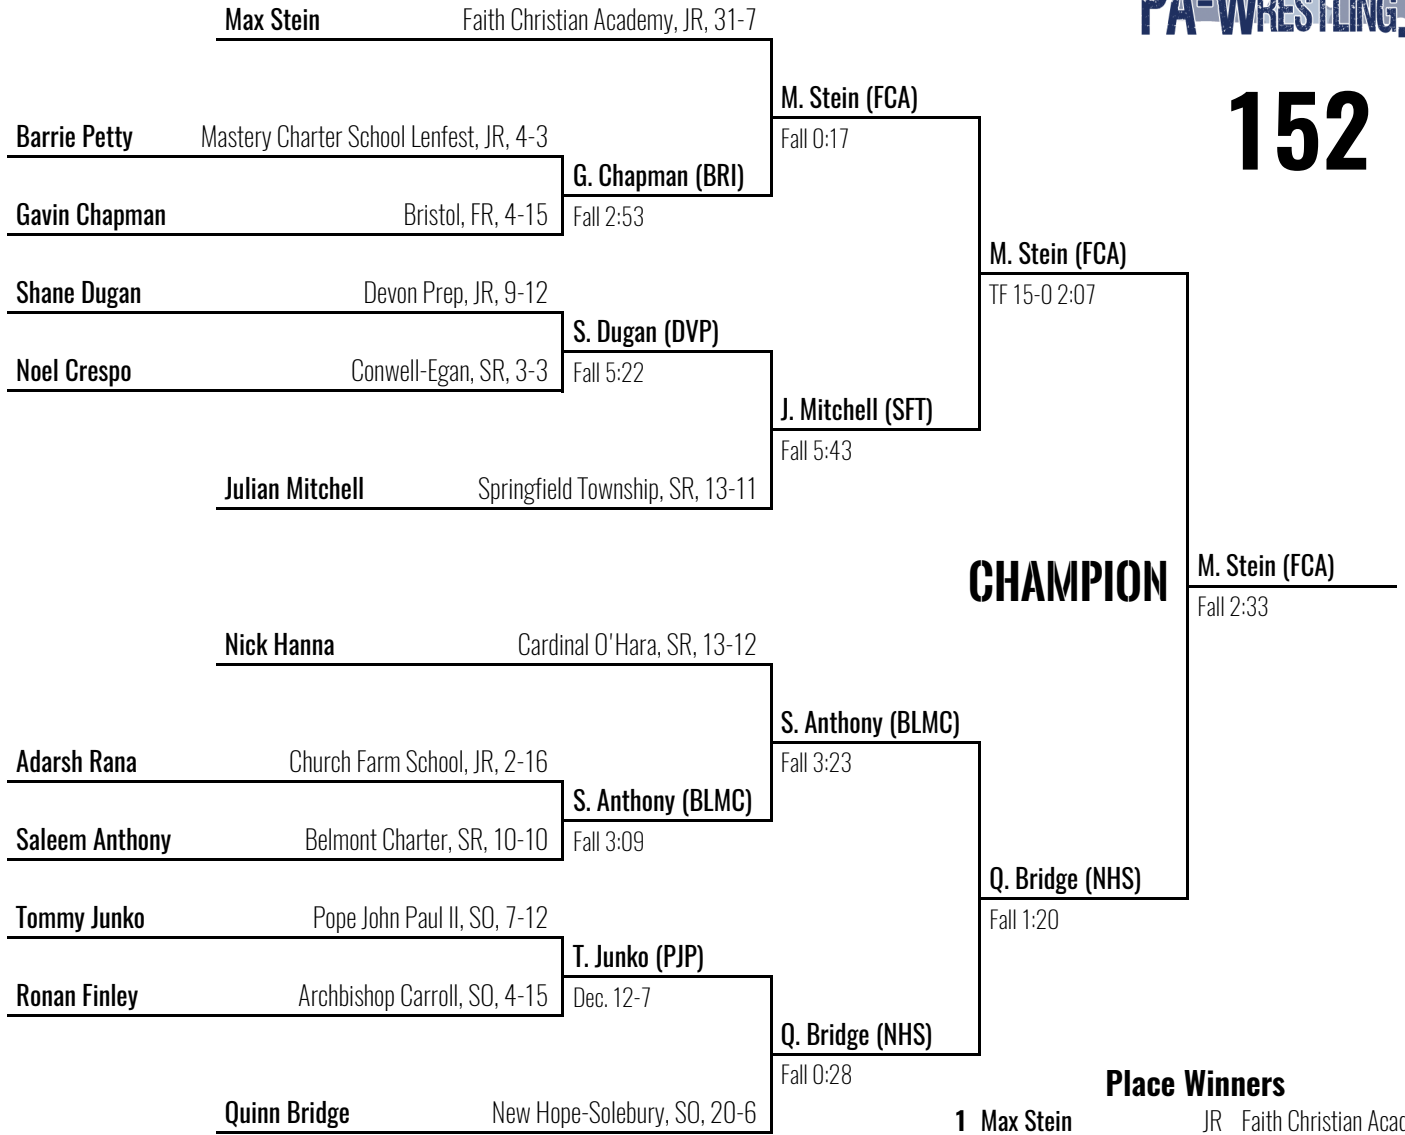 PA-WRESTLING.
152
Max Stein Faith Christian Academy, JR, 31-7
M. Stein (FCA)
Fall 0:17
Barrie Petty Mastery Charter School Lenfest, JR, 4-3
G. Chapman (BRI)
Fall 2:53
Gavin Chapman Bristol, FR, 4-15
M. Stein (FCA)
TF 15-0 2:07
Shane Dugan Devon Prep, JR, 9-12
S. Dugan (DVP)
Fall 5:22
Noel Crespo Conwell-Egan, SR, 3-3
J. Mitchell (SFT)
Fall 5:43
Julian Mitchell Springfield Township, SR, 13-11
CHAMPION
M. Stein (FCA)
Fall 2:33
Nick Hanna Cardinal O'Hara, SR, 13-12
S. Anthony (BLMC)
Fall 3:23
Adarsh Rana Church Farm School, JR, 2-16
S. Anthony (BLMC)
Fall 3:09
Saleem Anthony Belmont Charter, SR, 10-10
Q. Bridge (NHS)
Fall 1:20
Tommy Junko Pope John Paul II, SO, 7-12
T. Junko (PJP)
Dec. 12-7
Ronan Finley Archbishop Carroll, SO, 4-15
Q. Bridge (NHS)
Fall 0:28
Quinn Bridge New Hope-Solebury, SO, 20-6
Place Winners
1 Max Stein JR Faith Christian Acad